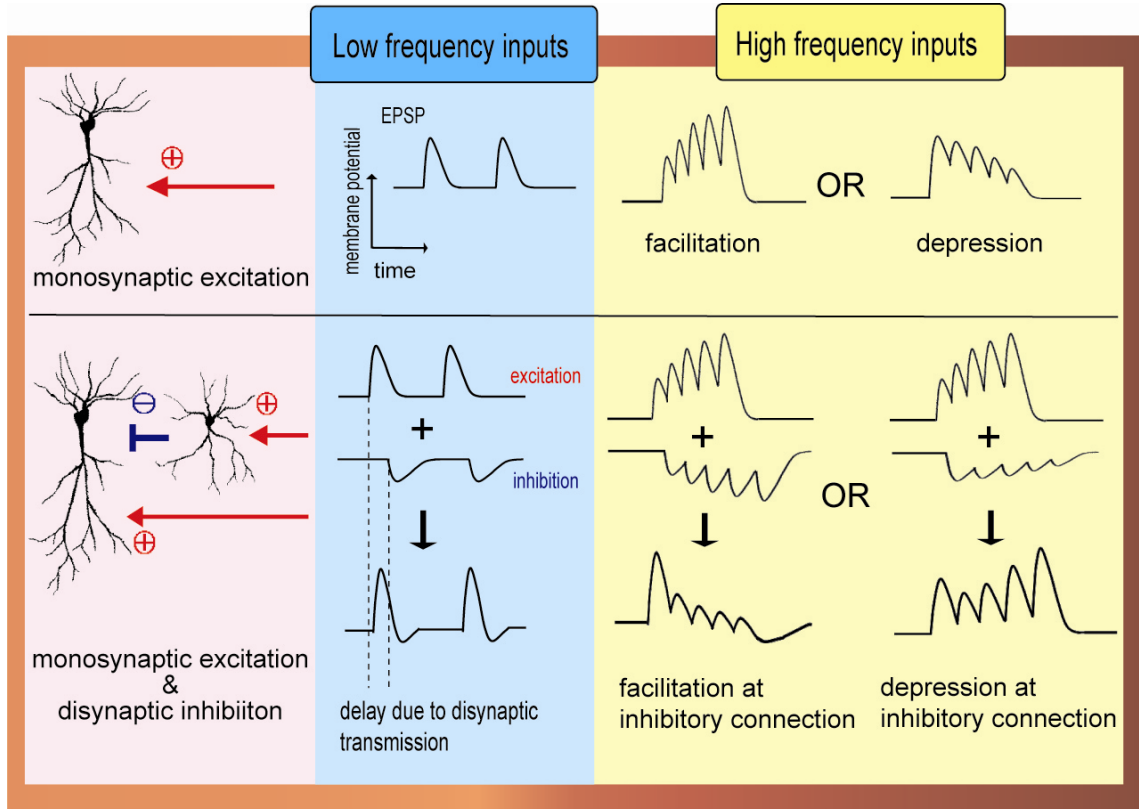 Low frequency inputs
High frequency inputs
EPSP
membrane potential
time
⊕
monosynaptic excitation
facilitation
OR
depression
⊖
⊕
⊕
monosynaptic excitation
&
disynaptic inhibiiton
excitation
+
inhibition
delay due to disynaptic
transmission
+
OR
+
facilitation at
inhibitory connection
depression at
inhibitory connection